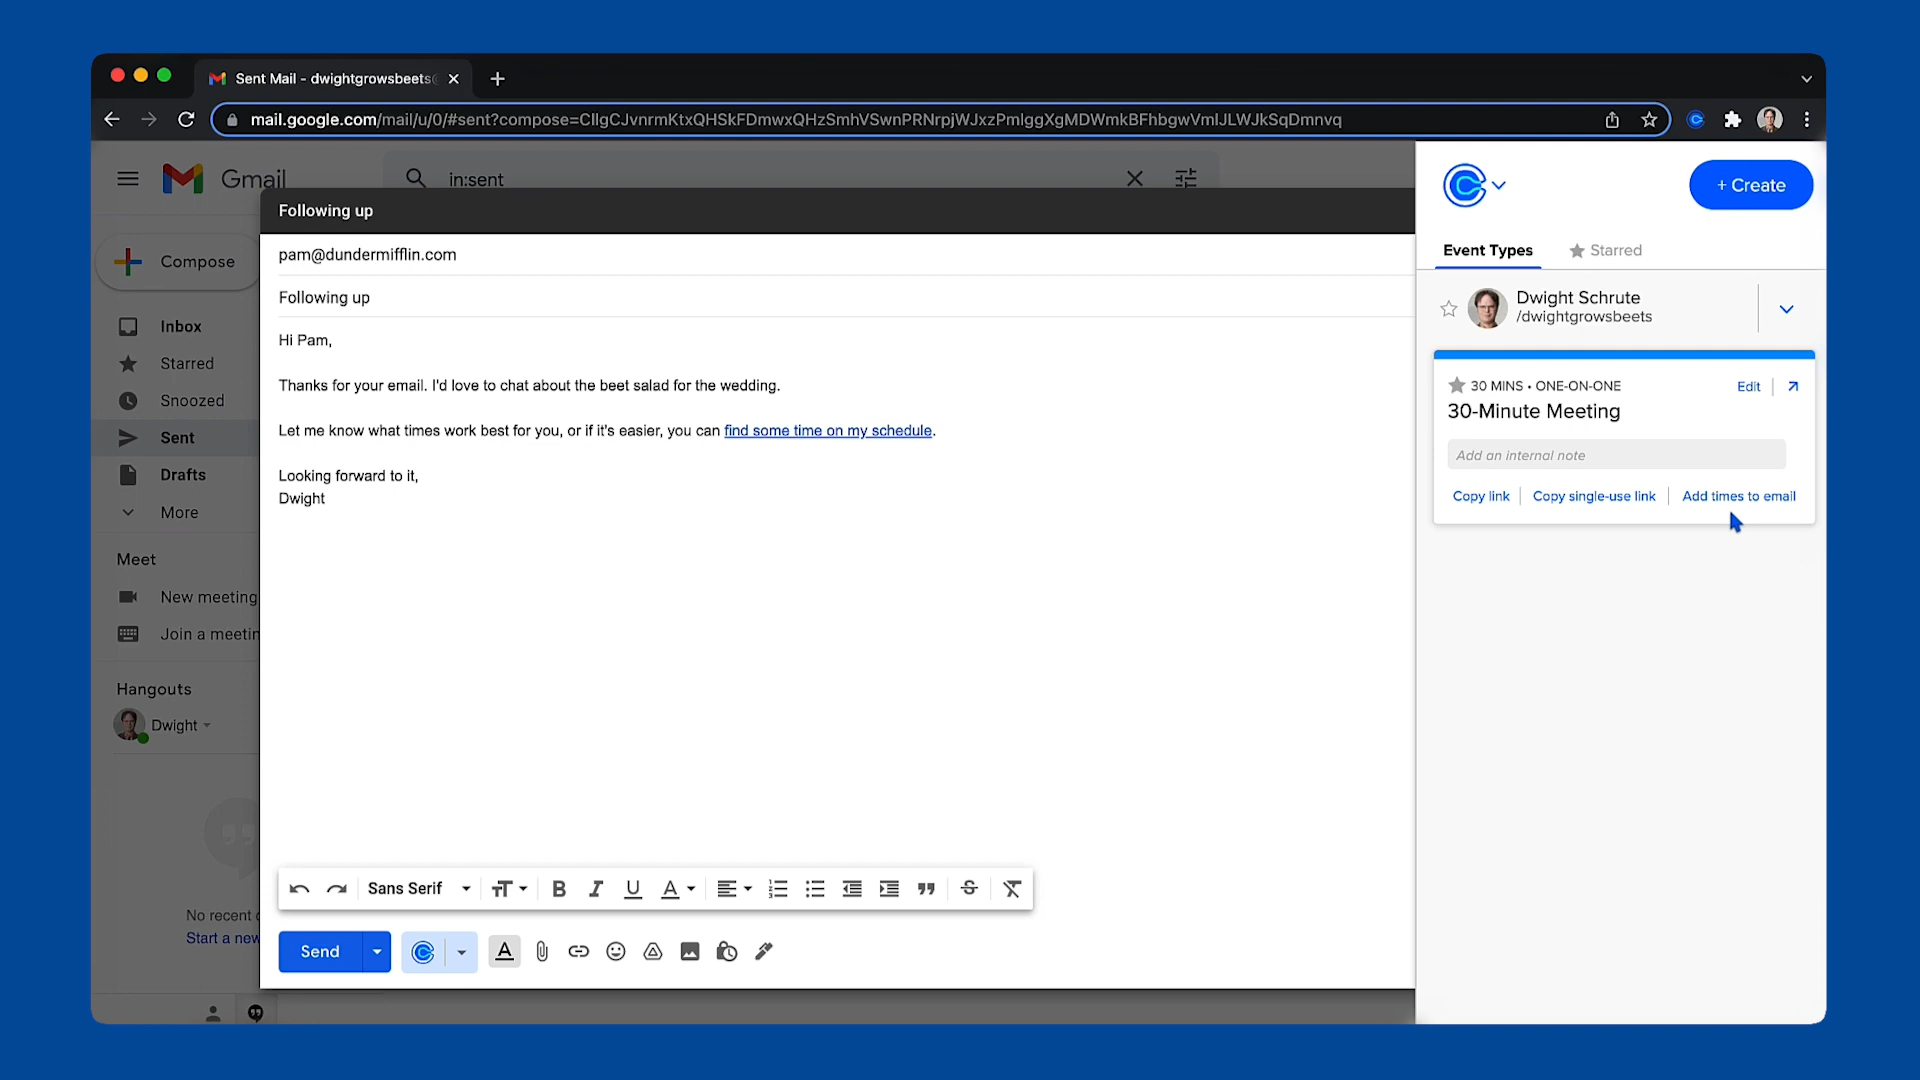 Sent Mail - dwightgrowsbeets
mail.google.com/mail/u/0/#sent?compose=CllgCJvnrmKtxQHSkFDmwxQHzSmhVSwnPRNrpjWJxzPmlggXgMDWmkBFhbgwVmlJLWJkSqDmnvq
Gmail
in:sent
Compose
Inbox
Starred
Snoozed
Sent
Drafts
More
Meet
New meeting
Join a meetin
Hangouts
Dwight
No recent
Start a new
Following up
pam@dundermifflin.com
Following up
Hi Pam,
Thanks for your email. I'd love to chat about the beet salad for the wedding.
Let me know what times work best for you, or if it's easier, you can find some time on my schedule.
Looking forward to it,
Dwight
Sans Serif
Send
+ Create
Event Types
Starred
Dwight Schrute
/dwightgrowsbeets
30 MINS • ONE-ON-ONE
Edit
30-Minute Meeting
Add an internal note
Copy link
Copy single-use link
Add times to email